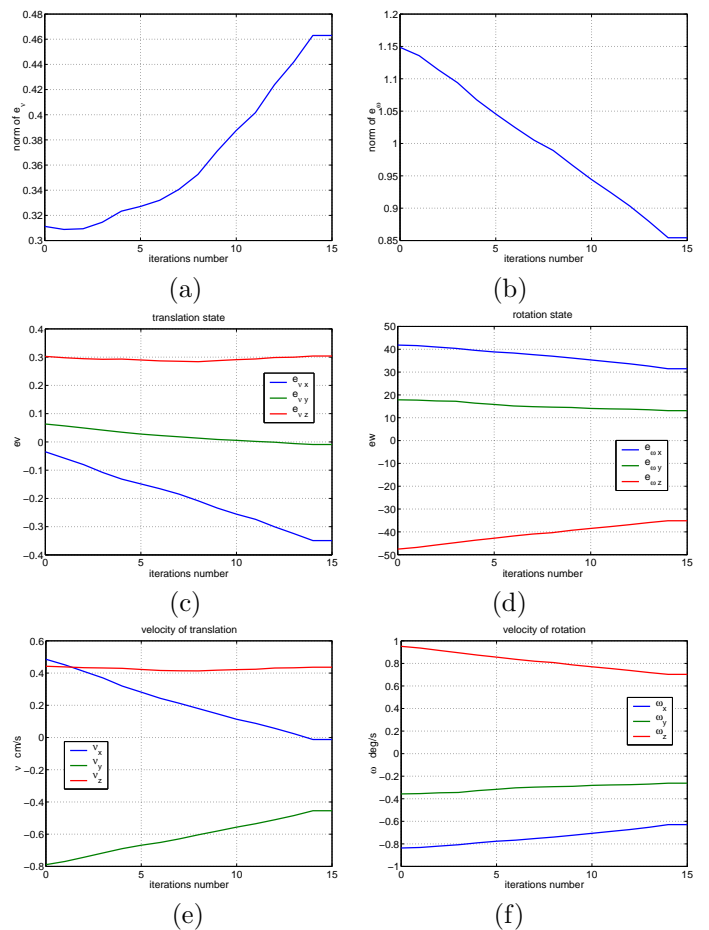 0.48
0.46
0.44
0.42
0.4
0.38
0.36
0.34
0.32
0.3
0
5
10
15
norm of e_ν
iterations number
(a)
1.2
1.15
1.1
1.05
1
0.95
0.9
0.85
0
5
10
15
norm of e_ω
iterations number
(b)
translation state
0.4
0.3
0.2
0.1
0
−0.1
−0.2
−0.3
−0.4
0
5
10
15
ev
e_ν x
e_ν y
e_ν z
iterations number
(c)
rotation state
50
40
30
20
10
0
−10
−20
−30
−40
−50
0
5
10
15
ew
e_ω x
e_ω y
e_ω z
iterations number
(d)
velocity of translation
0.6
0.4
0.2
0
−0.2
−0.4
−0.6
−0.8
0
5
10
15
ν cm/s
ν_x
ν_y
ν_z
iterations number
(e)
velocity of rotation
1
0.8
0.6
0.4
0.2
0
−0.2
−0.4
−0.6
−0.8
−1
0
5
10
15
ω deg/s
ω_x
ω_y
ω_z
iterations number
(f)